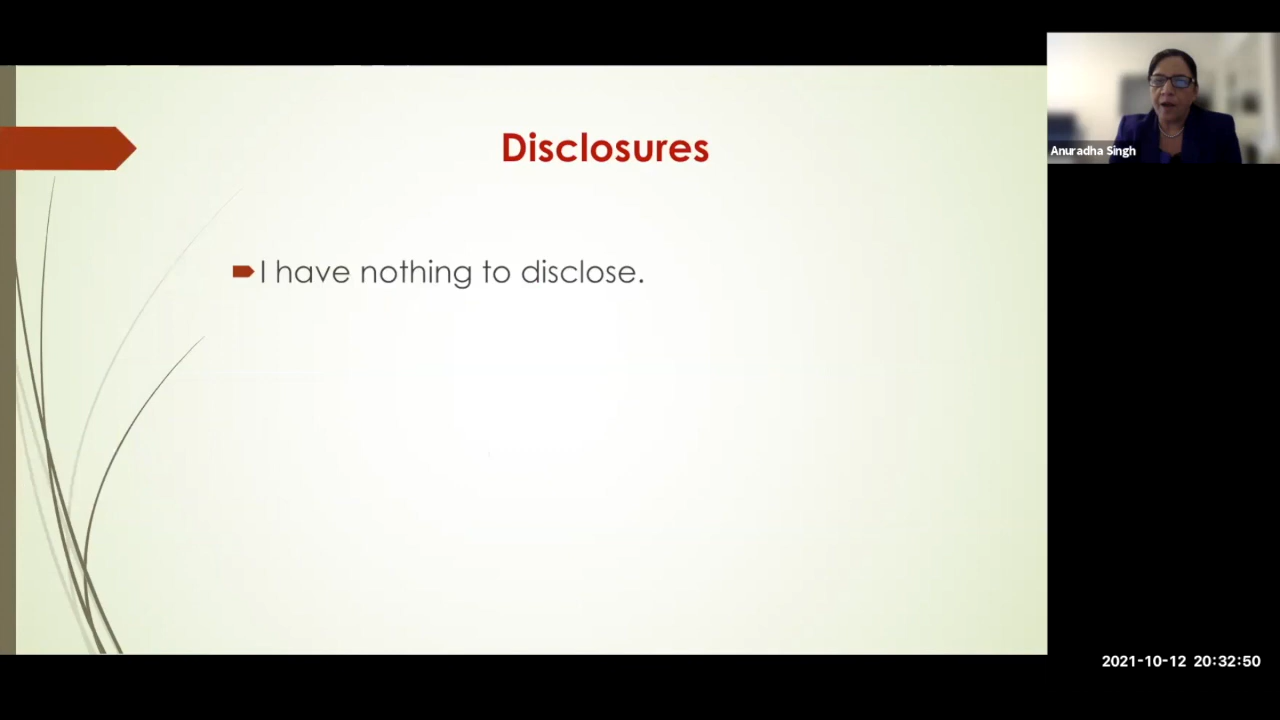 Disclosures
I have nothing to disclose.
Anuradha Singh
2021-10-12 20:32:50